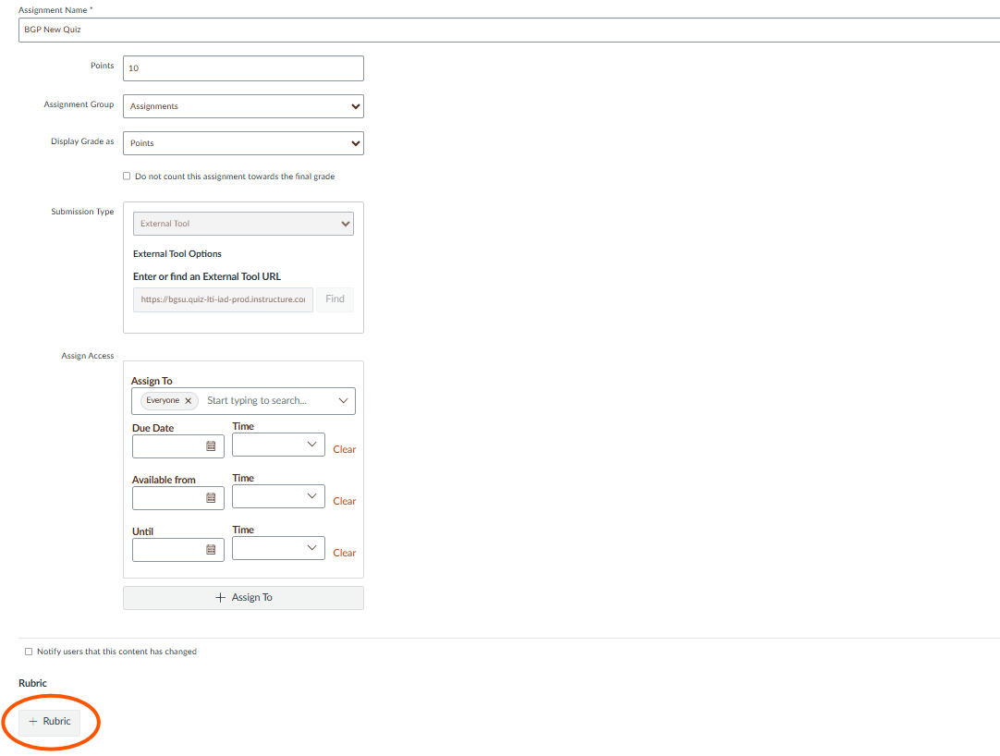 Assignment Name *
BGP New Quiz
Points
10
Assignment Group
Assignments
Display Grade as
Points
Do not count this assignment towards the final grade
Submission Type
External Tool
External Tool Options
Enter or find an External Tool URL
https://bgsu.quiz-lti-iad-prod.instructure.co
Find
Assign Access
Assign To
Everyone × Start typing to search...
Due Date Time
Clear
Available from Time
Clear
Until Time
Clear
+ Assign To
Notify users that this content has changed
Rubric
+ Rubric